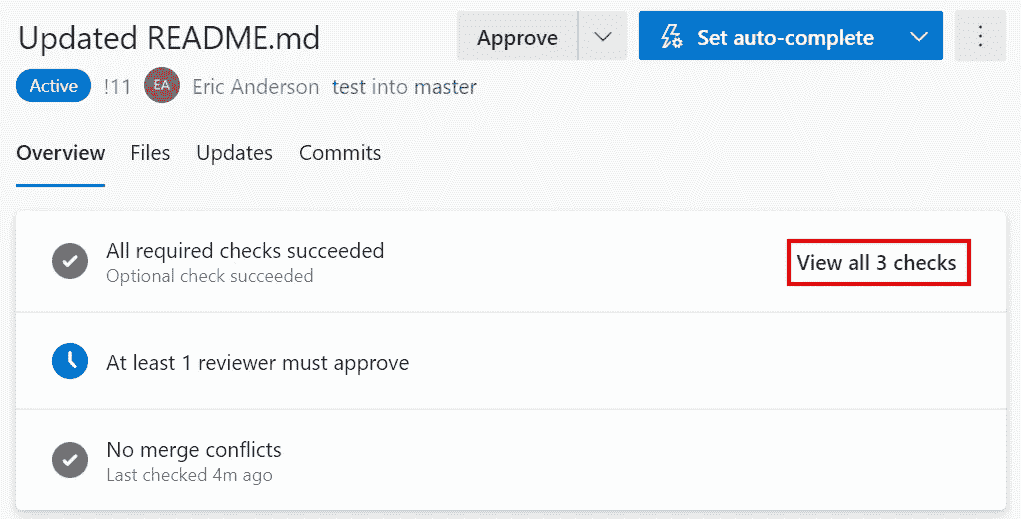 Updated README.md
Approve
Set auto-complete
Active !11 EA Eric Anderson test into master
Overview Files Updates Commits
All required checks succeeded
Optional check succeeded
View all 3 checks
At least 1 reviewer must approve
No merge conflicts
Last checked 4m ago